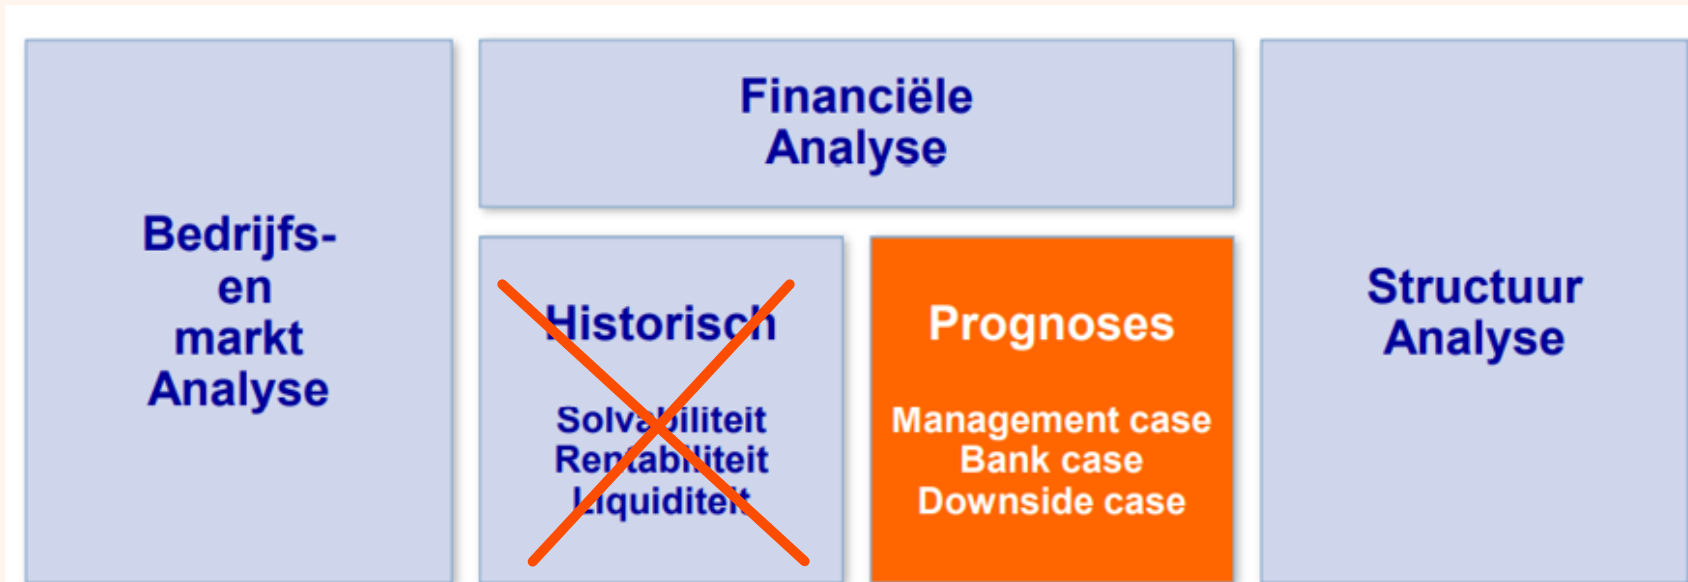 Bedrijfs-
en
markt
Analyse
Financiële
Analyse
Historisch
Solvabiliteit
Rentabiliteit
Liquiditeit
Prognoses
Management case
Bank case
Downside case
Structuur
Analyse